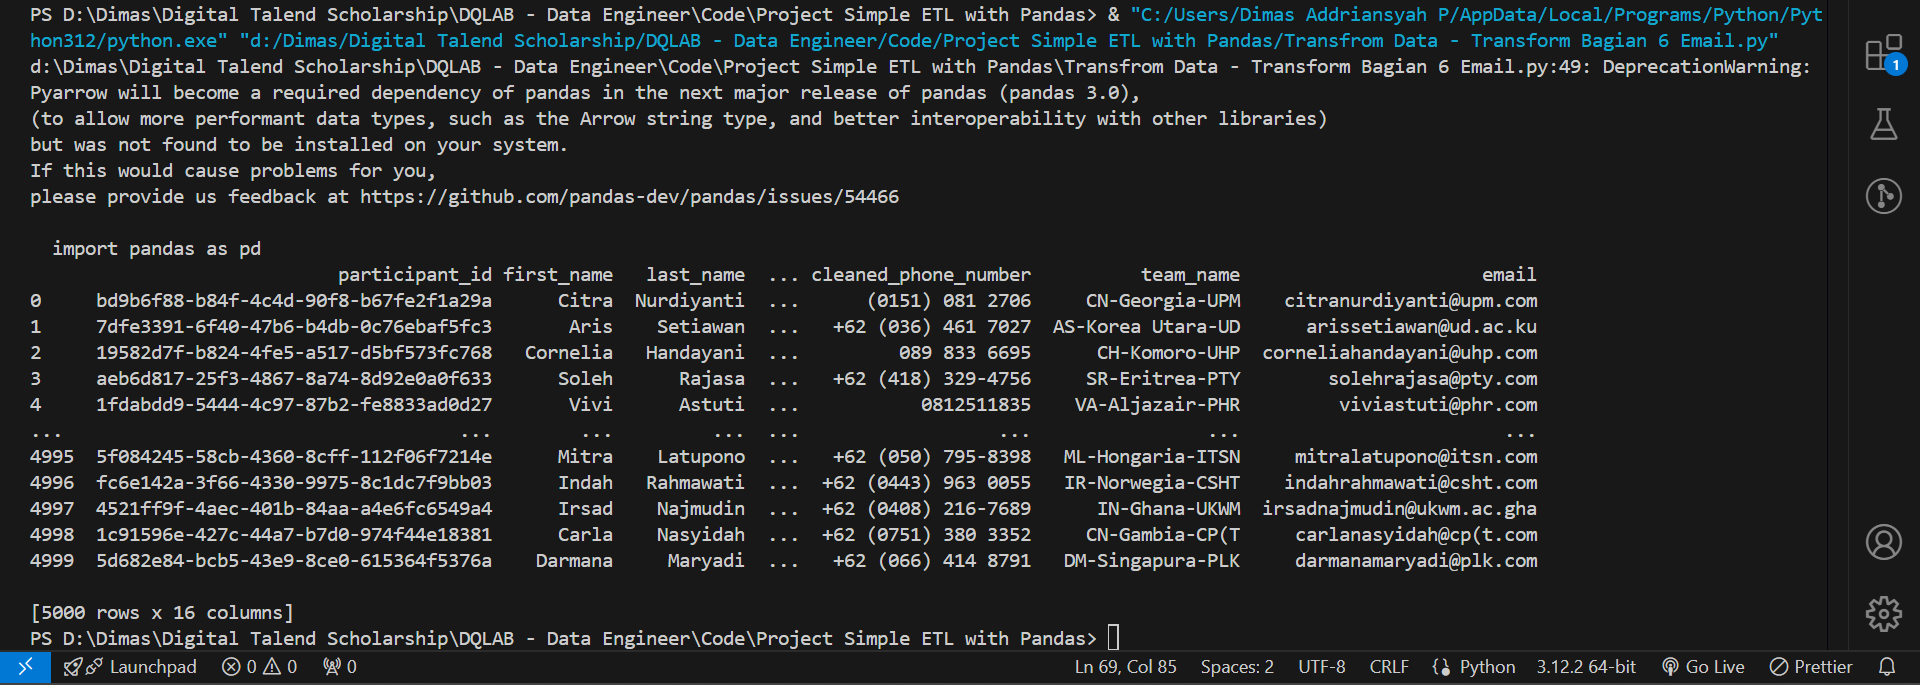 PS D:\Dimas\Digital Talend Scholarship\DQLAB - Data Engineer\Code\Project Simple ETL with Pandas> & "C:/Users/Dimas Addriansyah P/AppData/Local/Programs/Python/Pyt
hon312/python.exe" "d:/Dimas/Digital Talend Scholarship/DQLAB - Data Engineer/Code/Project Simple ETL with Pandas/Transfrom Data - Transform Bagian 6 Email.py"
d:\Dimas\Digital Talend Scholarship\DQLAB - Data Engineer\Code\Project Simple ETL with Pandas\Transfrom Data - Transform Bagian 6 Email.py:49: DeprecationWarning:
Pyarrow will become a required dependency of pandas in the next major release of pandas (pandas 3.0),
(to allow more performant data types, such as the Arrow string type, and better interoperability with other libraries)
but was not found to be installed on your system.
If this would cause problems for you,
please provide us feedback at https://github.com/pandas-dev/pandas/issues/54466
import pandas as pd
participant_id first_name last_name ... cleaned_phone_number team_name email
0 bd9b6f88-b84f-4c4d-90f8-b67fe2f1a29a Citra Nurdiyanti ... (0151) 081 2706 CN-Georgia-UPM citranurdiyanti@upm.com
1 7dfe3391-6f40-47b6-b4db-0c76ebaf5fc3 Aris Setiawan ... +62 (036) 461 7027 AS-Korea Utara-UD arissetiawan@ud.ac.ku
2 19582d7f-b824-4fe5-a517-d5bf573fc768 Cornelia Handayani ... 089 833 6695 CH-Komoro-UHP corneliahandayani@uhp.com
3 aeb6d817-25f3-4867-8a74-8d92e0a0f633 Soleh Rajasa ... +62 (418) 329-4756 SR-Eritrea-PTY solehrajasa@pty.com
4 1fdabdd9-5444-4c97-87b2-fe8833ad0d27 Vivi Astuti ... 0812511835 VA-Aljazair-PHR viviastuti@phr.com
... ... ... ... ... ... ... ...
4995 5f084245-58cb-4360-8cff-112f06f7214e Mitra Latupono ... +62 (050) 795-8398 ML-Hongaria-ITSN mitralatupono@itsn.com
4996 fc6e142a-3f66-4330-9975-8c1dc7f9bb03 Indah Rahmawati ... +62 (0443) 963 0055 IR-Norwegia-CSHT indahrahmawati@csht.com
4997 4521ff9f-4aec-401b-84aa-a4e6fc6549a4 Irsad Najmudin ... +62 (0408) 216-7689 IN-Ghana-UKWM irsadnajmudin@ukwm.ac.gha
4998 1c91596e-427c-44a7-b7d0-974f44e18381 Carla Nasyidah ... +62 (0751) 380 3352 CN-Gambia-CP(T carlanasyidah@cp(t.com
4999 5d682e84-bcb5-43e9-8ce0-615364f5376a Darmana Maryadi ... +62 (066) 414 8791 DM-Singapura-PLK darmanamaryadi@plk.com
[5000 rows x 16 columns]
PS D:\Dimas\Digital Talend Scholarship\DQLAB - Data Engineer\Code\Project Simple ETL with Pandas>
1
Launchpad 0 0 0 Ln 69, Col 85 Spaces: 2 UTF-8 CRLF Python 3.12.2 64-bit Go Live Prettier